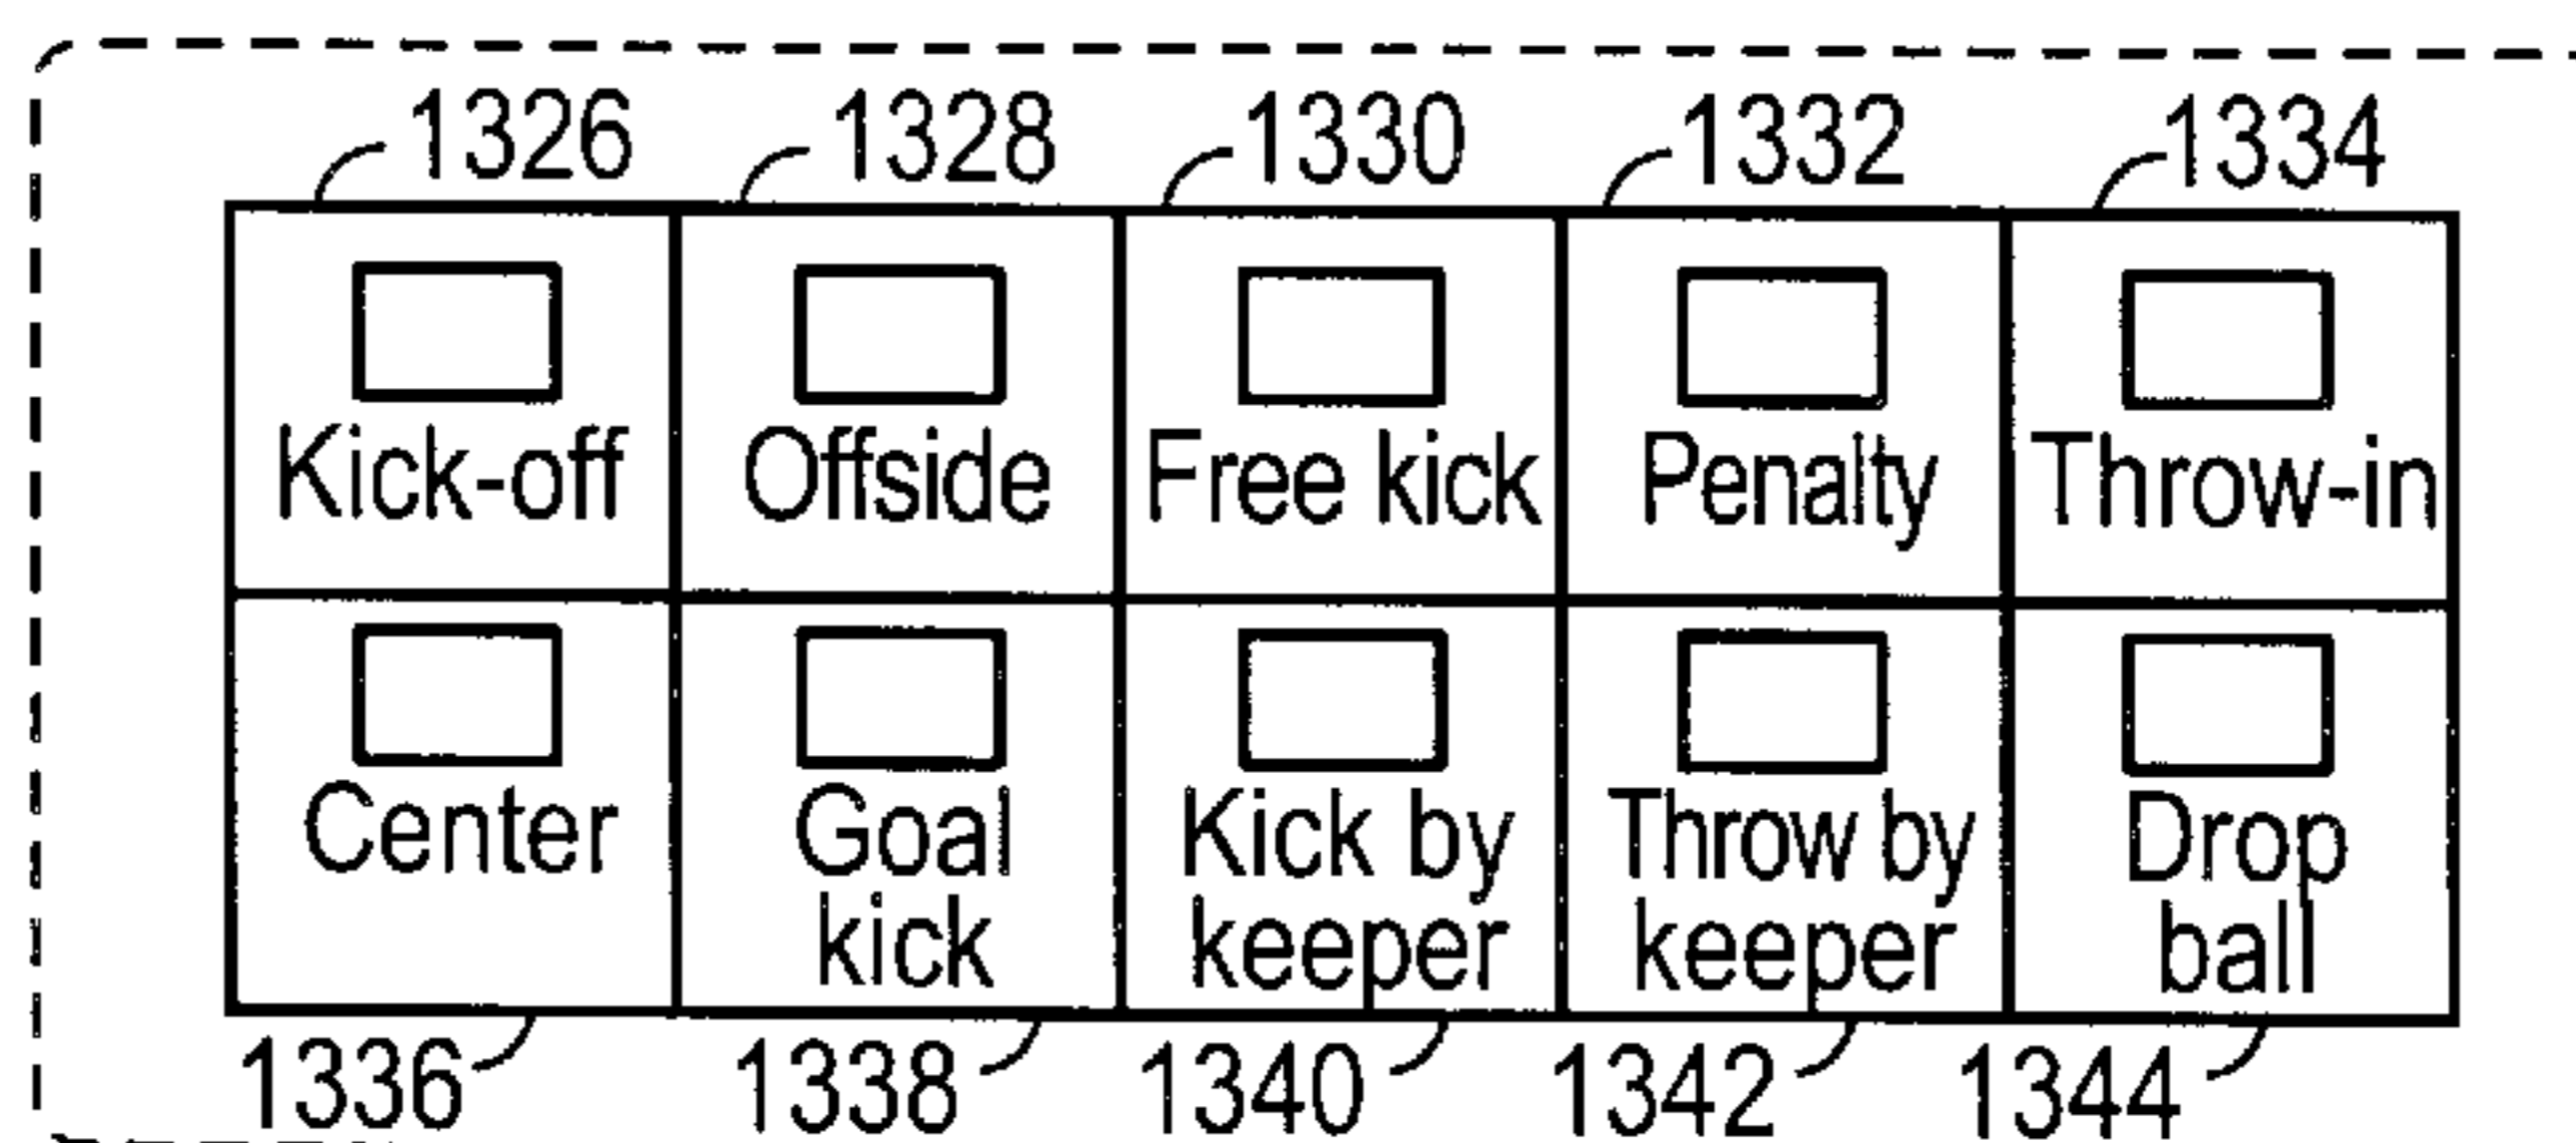 1326 1328 1330 1332 1334
Kick-off Offside Free kick Penalty Throw-in
Center Goal kick Kick by keeper Throw by keeper Drop ball
1336 1338 1340 1342 1344